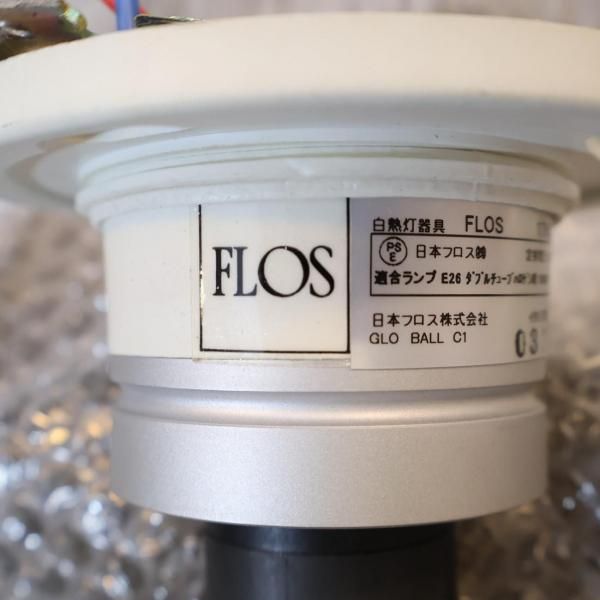 FLOS
白熱灯器具 FLOS
PS
E
日本フロス㈱
適合ランプ E26 ダブルチューブ
日本フロス株式会社
GLO BALL C1
03